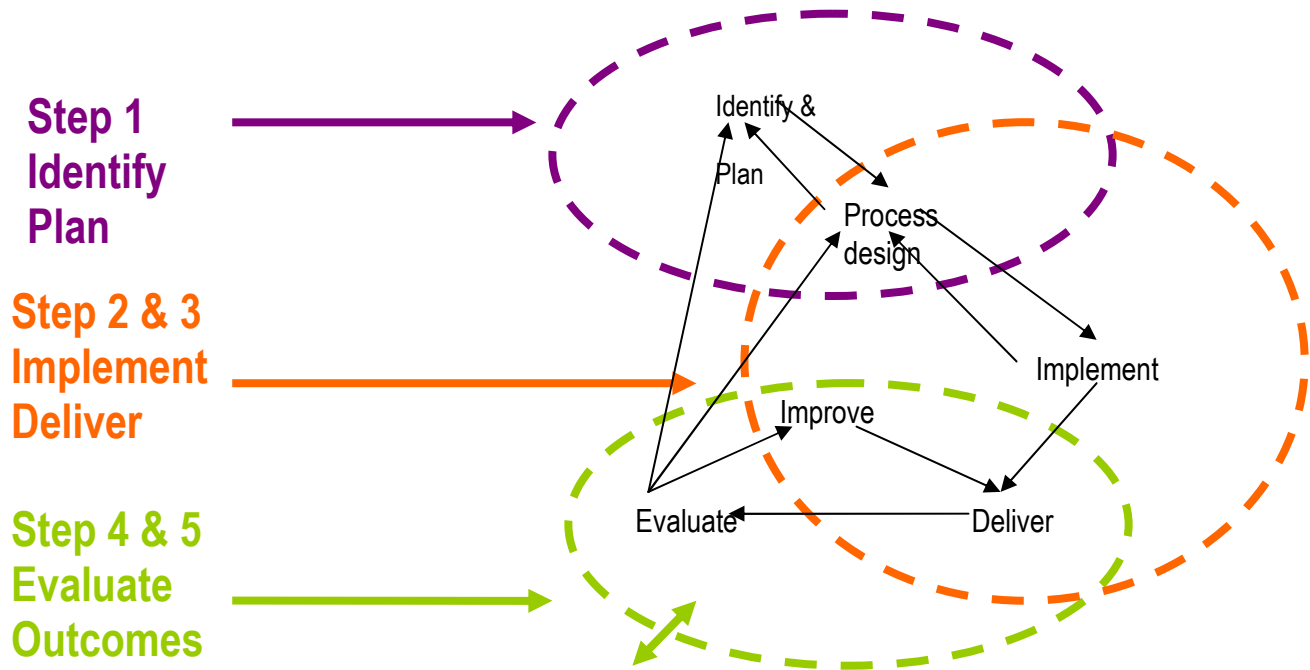 Step 1
Identify
Plan
Identify &
Plan
Process
design
Step 2 & 3
Implement
Deliver
Implement
Improve
Evaluate
Deliver
Step 4 & 5
Evaluate
Outcomes